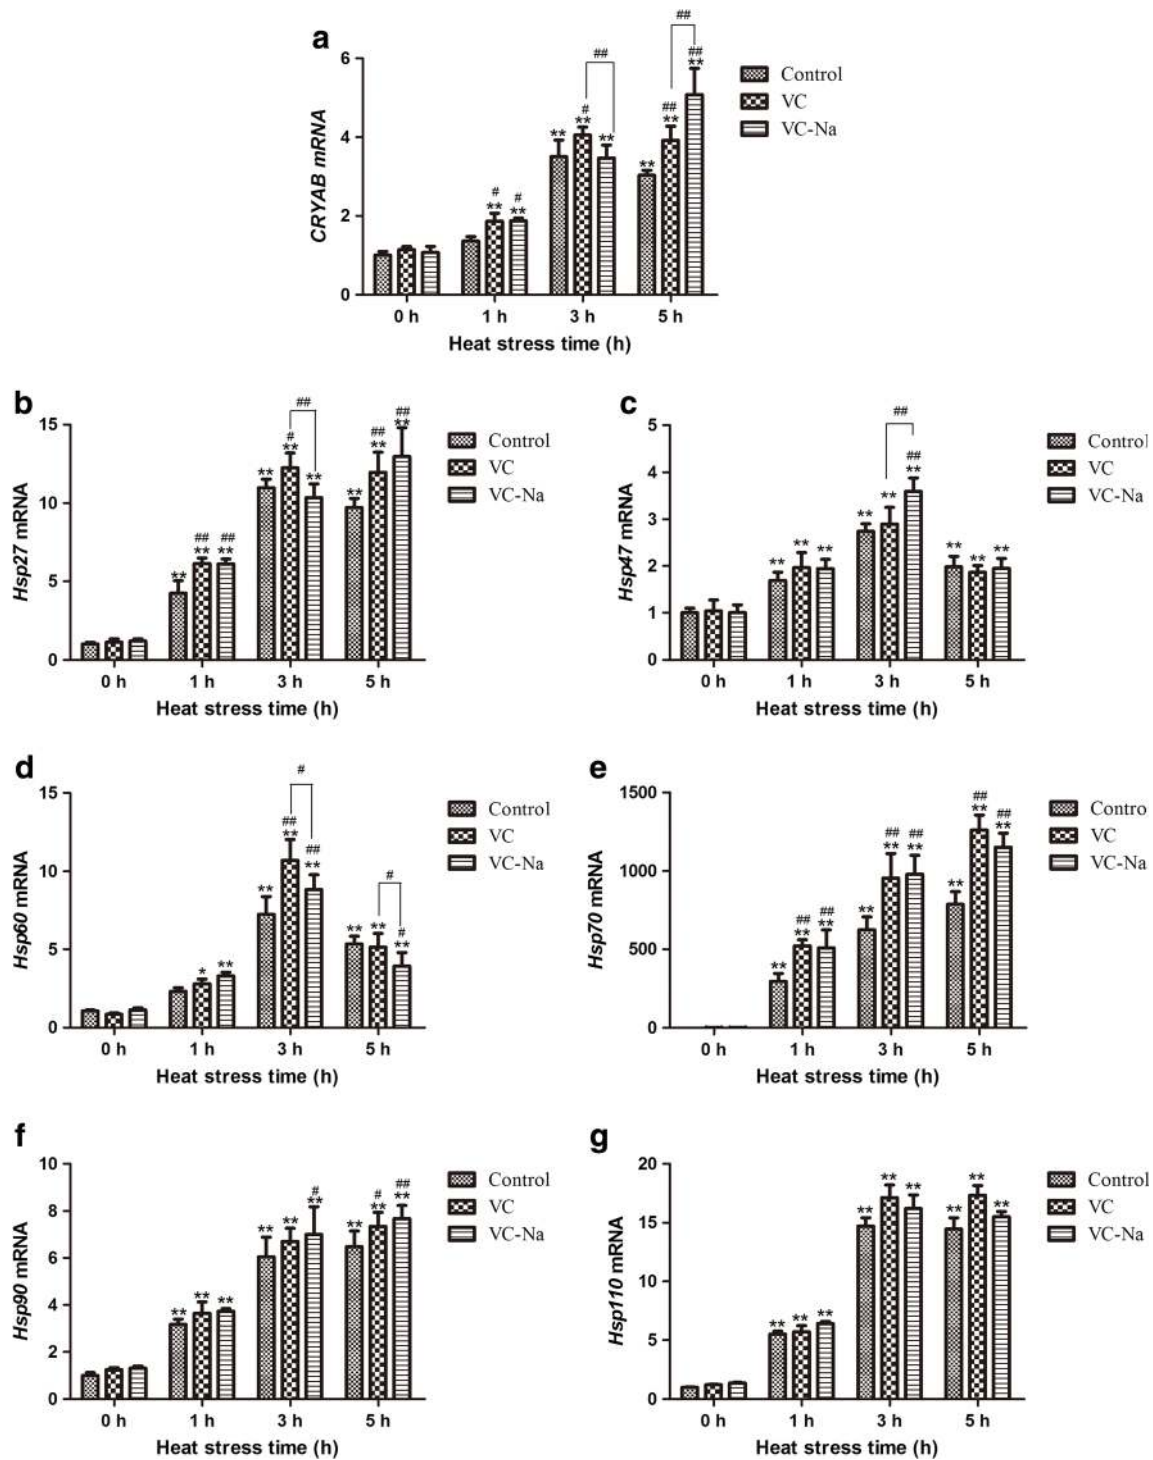 a
##
##
##
**
##
**
#
**
**
**
**
#
**
#
**
6
4
2
0
CRYAB mRNA
0 h
1 h
3 h
5 h
Heat stress time (h)
Control
VC
VC-Na
b
##
##
**
##
**
#
**
**
**
**
##
**
##
**
**
15
10
5
0
Hsp27 mRNA
0 h
1 h
3 h
5 h
Heat stress time (h)
Control
VC
VC-Na
c
##
##
**
**
**
**
**
**
**
**
**
5
4
3
2
1
0
Hsp47 mRNA
0 h
1 h
3 h
5 h
Heat stress time (h)
Control
VC
VC-Na
d
#
##
**
##
**
**
#
#
**
**
**
*
**
15
10
5
0
Hsp60 mRNA
0 h
1 h
3 h
5 h
Heat stress time (h)
Control
VC
VC-Na
e
##
**
##
**
##
**
##
**
**
**
##
**
##
**
**
1500
1000
500
0
Hsp70 mRNA
0 h
1 h
3 h
5 h
Heat stress time (h)
Contro
VC
VC-Na
f
#
**
#
**
##
**
**
**
**
**
**
**
10
8
6
4
2
0
Hsp90 mRNA
0 h
1 h
3 h
5 h
Heat stress time (h)
Control
VC
VC-Na
g
**
**
**
**
**
**
**
**
**
20
15
10
5
0
Hsp110 mRNA
0 h
1 h
3 h
5 h
Heat stress time (h)
Control
VC
VC-Na